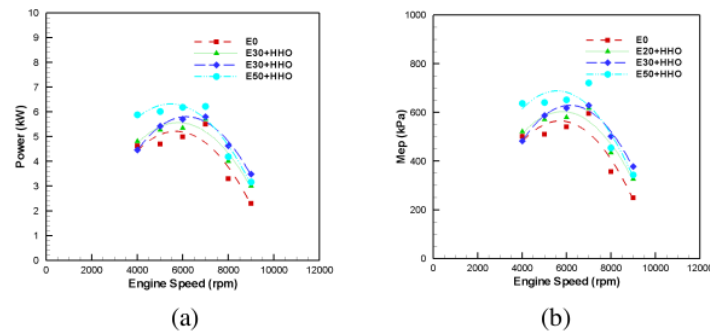 10
9
8
7
6
5
4
3
2
1
0
Power (kW)
E0
E30+HHO
E30+HHO
E50+HHO
0
2000
4000
6000
8000
10000
12000
Engine Speed (rpm)
(a)
1000
800
600
400
200
0
Mep (kPa)
E0
E20+HHO
E30+HHO
E50+HHO
0
2000
4000
6000
8000
10000
12000
Engine Speed (rpm)
(b)